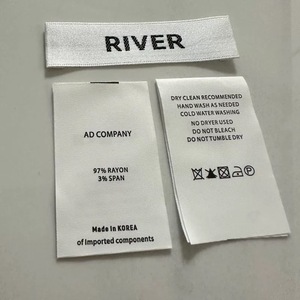 RIVER
AD COMPANY
97% RAYON
3% SPAN
Made in KOREA
of imported components
DRY CLEAN RECOMMENDED
HAND WASH AS NEEDED
COLD WATER WASHING
NO DRYER USED
DO NOT BLEACH
DO NOT TUMBLE DRY